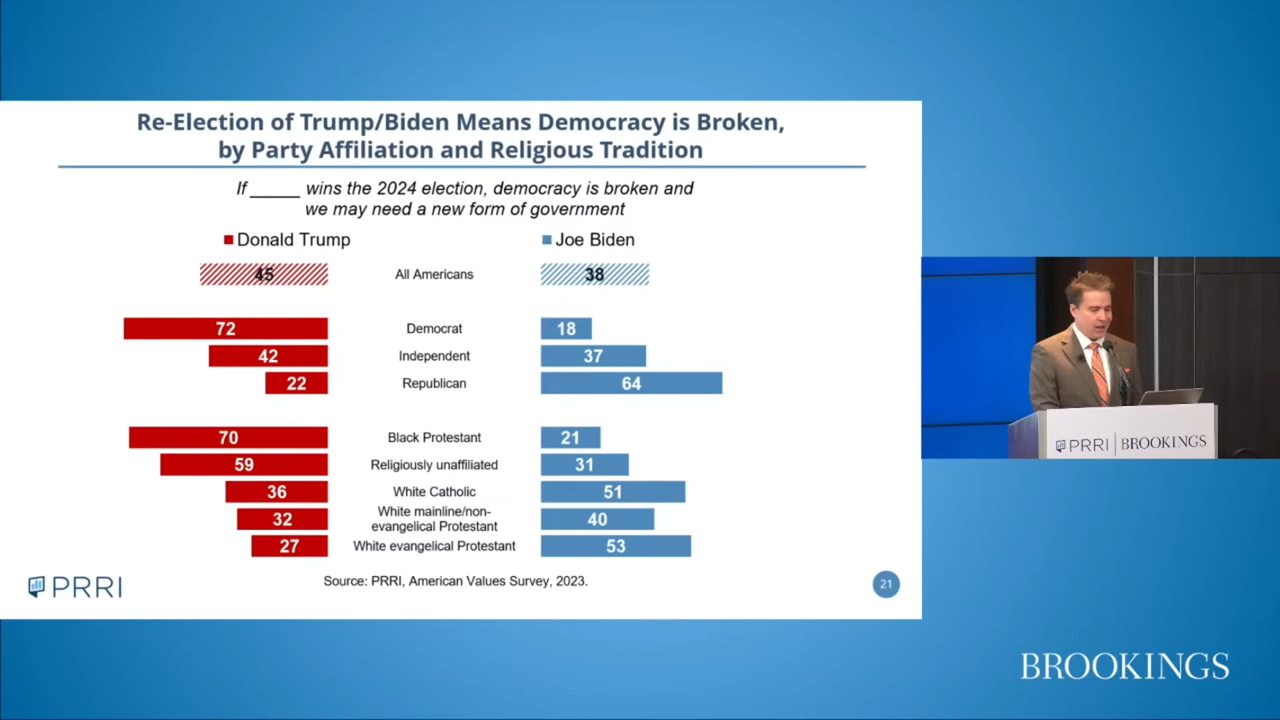 Re-Election of Trump/Biden Means Democracy is Broken,
by Party Affiliation and Religious Tradition
If _____ wins the 2024 election, democracy is broken and
we may need a new form of government
Donald Trump Joe Biden
45 All Americans 38
72 Democrat 18
42 Independent 37
22 Republican 64
70 Black Protestant 21
59 Religiously unaffiliated 31
36 White Catholic 51
White mainline/non-
32 evangelical Protestant 40
27 White evangelical Protestant 53
PRRI
Source: PRRI, American Values Survey, 2023.
21
PRRI | BROOKINGS
BROOKINGS